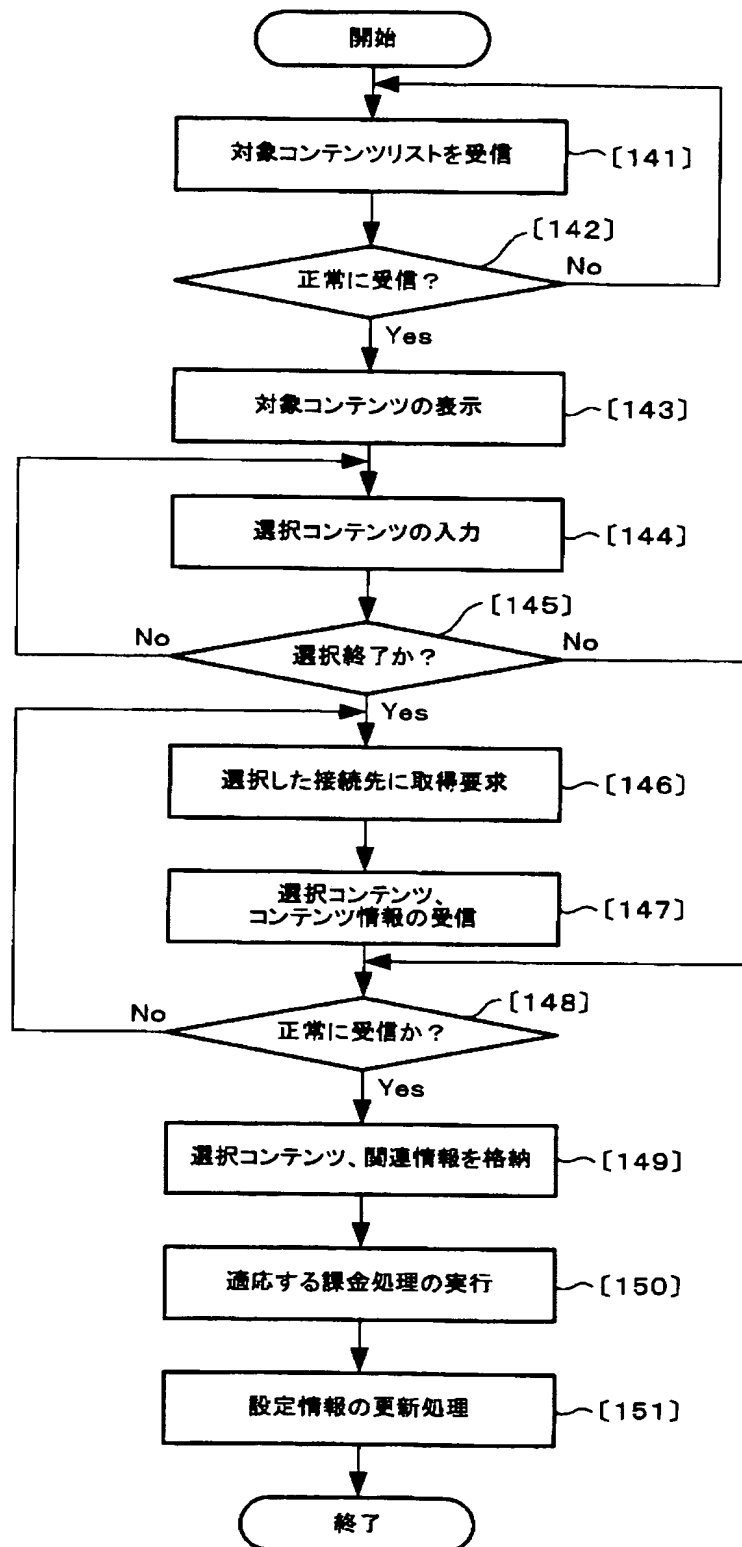 開始
対象コンテンツリストを受信
〔141〕
〔142〕
正常に受信?
No
Yes
対象コンテンツの表示
〔143〕
選択コンテンツの入力
〔144〕
〔145〕
No
選択終了か?
No
Yes
選択した接続先に取得要求
〔146〕
選択コンテンツ、
コンテンツ情報の受信
〔147〕
〔148〕
No
正常に受信か?
Yes
選択コンテンツ、関連情報を格納
〔149〕
適応する課金処理の実行
〔150〕
設定情報の更新処理
〔151〕
終了